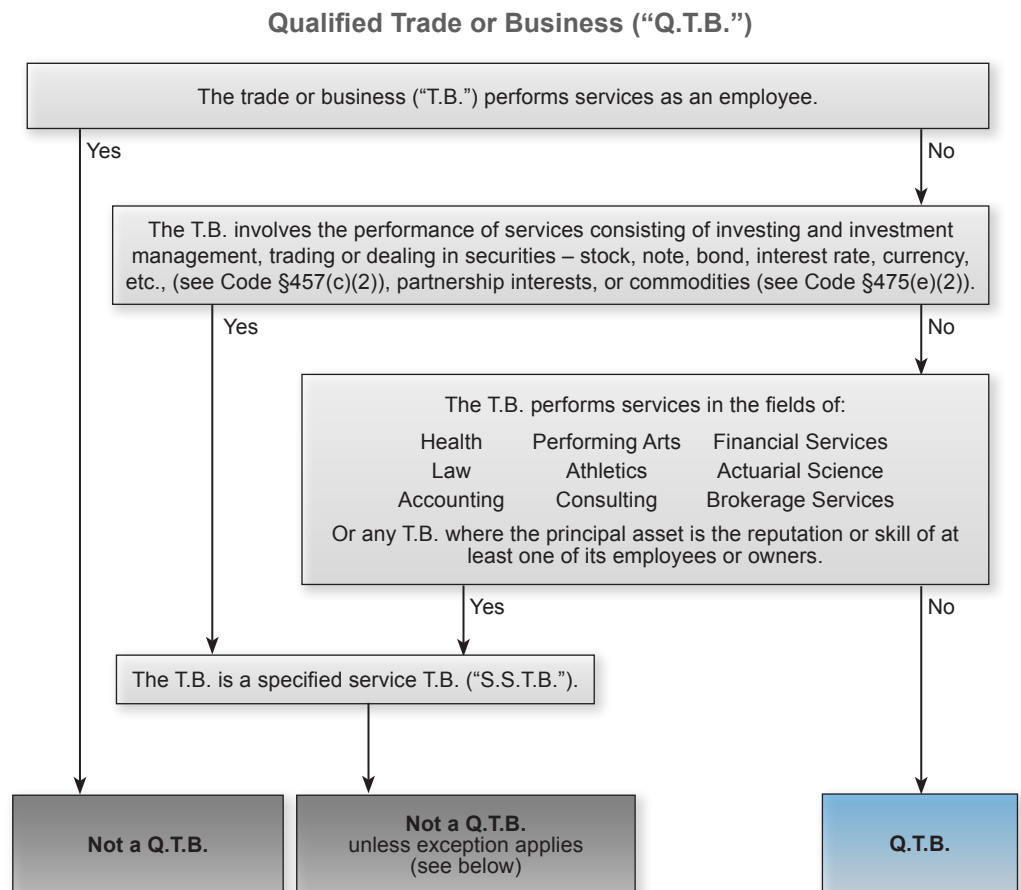 Qualified Trade or Business (“Q.T.B.”)
The trade or business (“T.B.”) performs services as an employee.
Yes
No
The T.B. involves the performance of services consisting of investing and investment
management, trading or dealing in securities – stock, note, bond, interest rate, currency,
etc., (see Code §457(c)(2)), partnership interests, or commodities (see Code §475(e)(2)).
Yes
No
The T.B. performs services in the fields of:
Health Performing Arts Financial Services
Law Athletics Actuarial Science
Accounting Consulting Brokerage Services
Or any T.B. where the principal asset is the reputation or skill of at
least one of its employees or owners.
Yes
No
The T.B. is a specified service T.B. (“S.S.T.B.”).
Not a Q.T.B.
Not a Q.T.B.
unless exception applies
(see below)
Q.T.B.